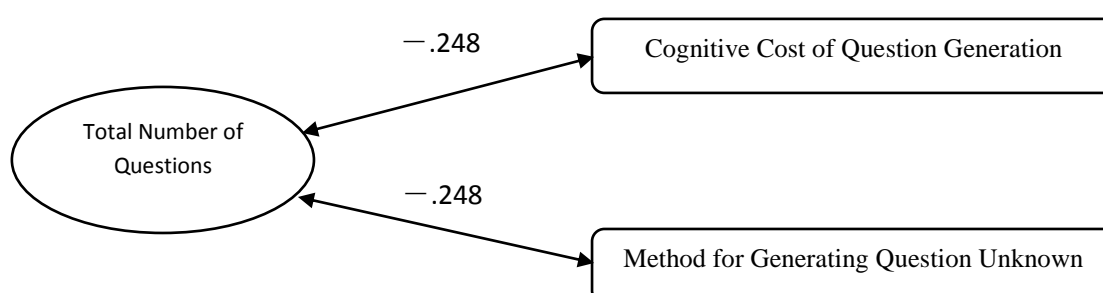 —.248
Cognitive Cost of Question Generation
Total Number of
Questions
—.248
Method for Generating Question Unknown